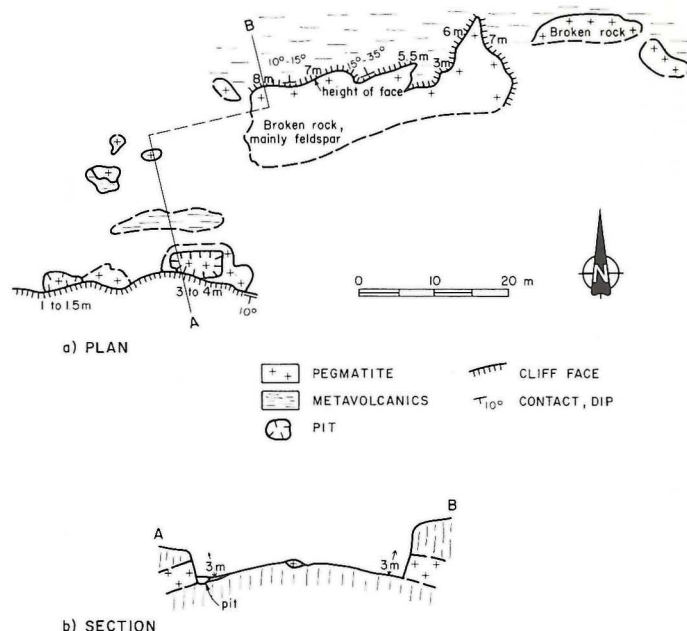 B
10°-15°
8m
7m
15°-35°
5.5m
3m
6m
7m
height of face
Broken rock
Broken rock,
mainly feldspar
1 to 1.5m
3 to 4m
10°
A
0 10 20 m
N
a) PLAN
PEGMATITE
METAVOLCANICS
PIT
CLIFF FACE
10° CONTACT, DIP
A
B
3m
3m
pit
b) SECTION